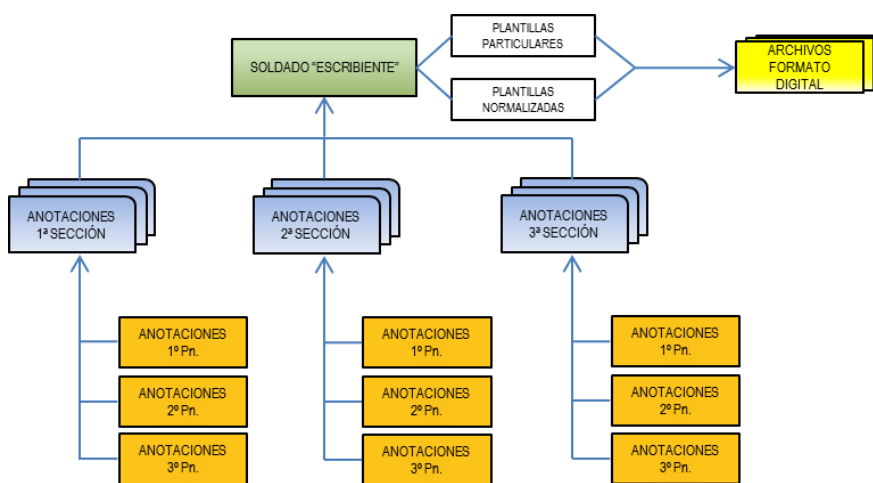 PLANTILLAS
PARTICULARES
SOLDADO "ESCRIBIENTE"
PLANTILLAS
NORMALIZADAS
ARCHIVOS
FORMATO
DIGITAL
ANOTACIONES
1ª SECCIÓN
ANOTACIONES
2ª SECCIÓN
ANOTACIONES
3ª SECCIÓN
ANOTACIONES
1º Pn.
ANOTACIONES
2º Pn.
ANOTACIONES
3º Pn.
ANOTACIONES
1º Pn.
ANOTACIONES
2º Pn.
ANOTACIONES
3º Pn.
ANOTACIONES
1º Pn.
ANOTACIONES
2º Pn.
ANOTACIONES
3º Pn.